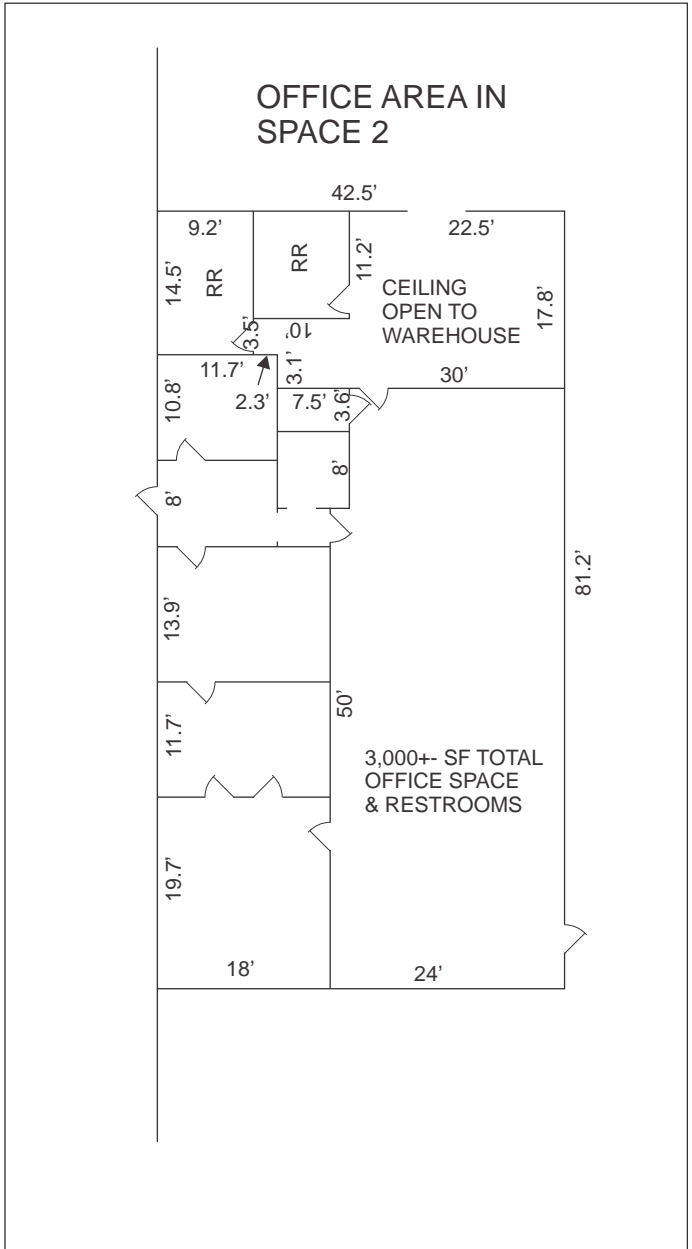 OFFICE AREA IN
SPACE 2
42.5’
9.2’
22.5’
14.5’
RR
RR
11.2’
CEILING
OPEN TO
WAREHOUSE
17.8’
3.5’
10’
11.7’
3.1’
30’
2.3’
10.8’
7.5’
3.6’
8’
8’
81.2’
13.9’
50’
11.7’
3,000+- SF TOTAL
OFFICE SPACE
& RESTROOMS
19.7’
18’
24’